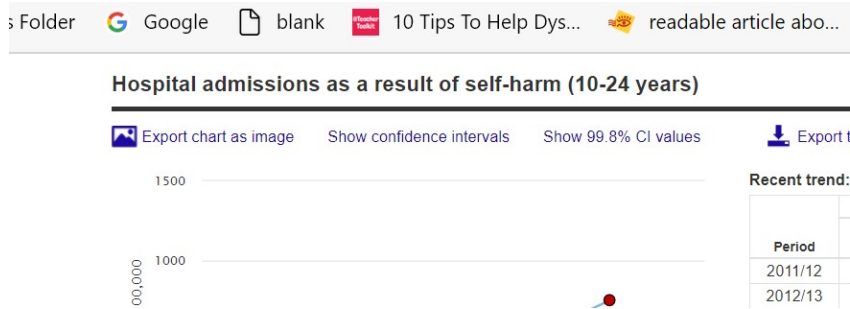 s Folder Google blank @Teacher Toolkit 10 Tips To Help Dys... readable article abo...
Hospital admissions as a result of self-harm (10-24 years)
Export chart as image Show confidence intervals Show 99.8% CI values Export t
1500
Recent trend:
1000
Period
00,000
2011/12
2012/13